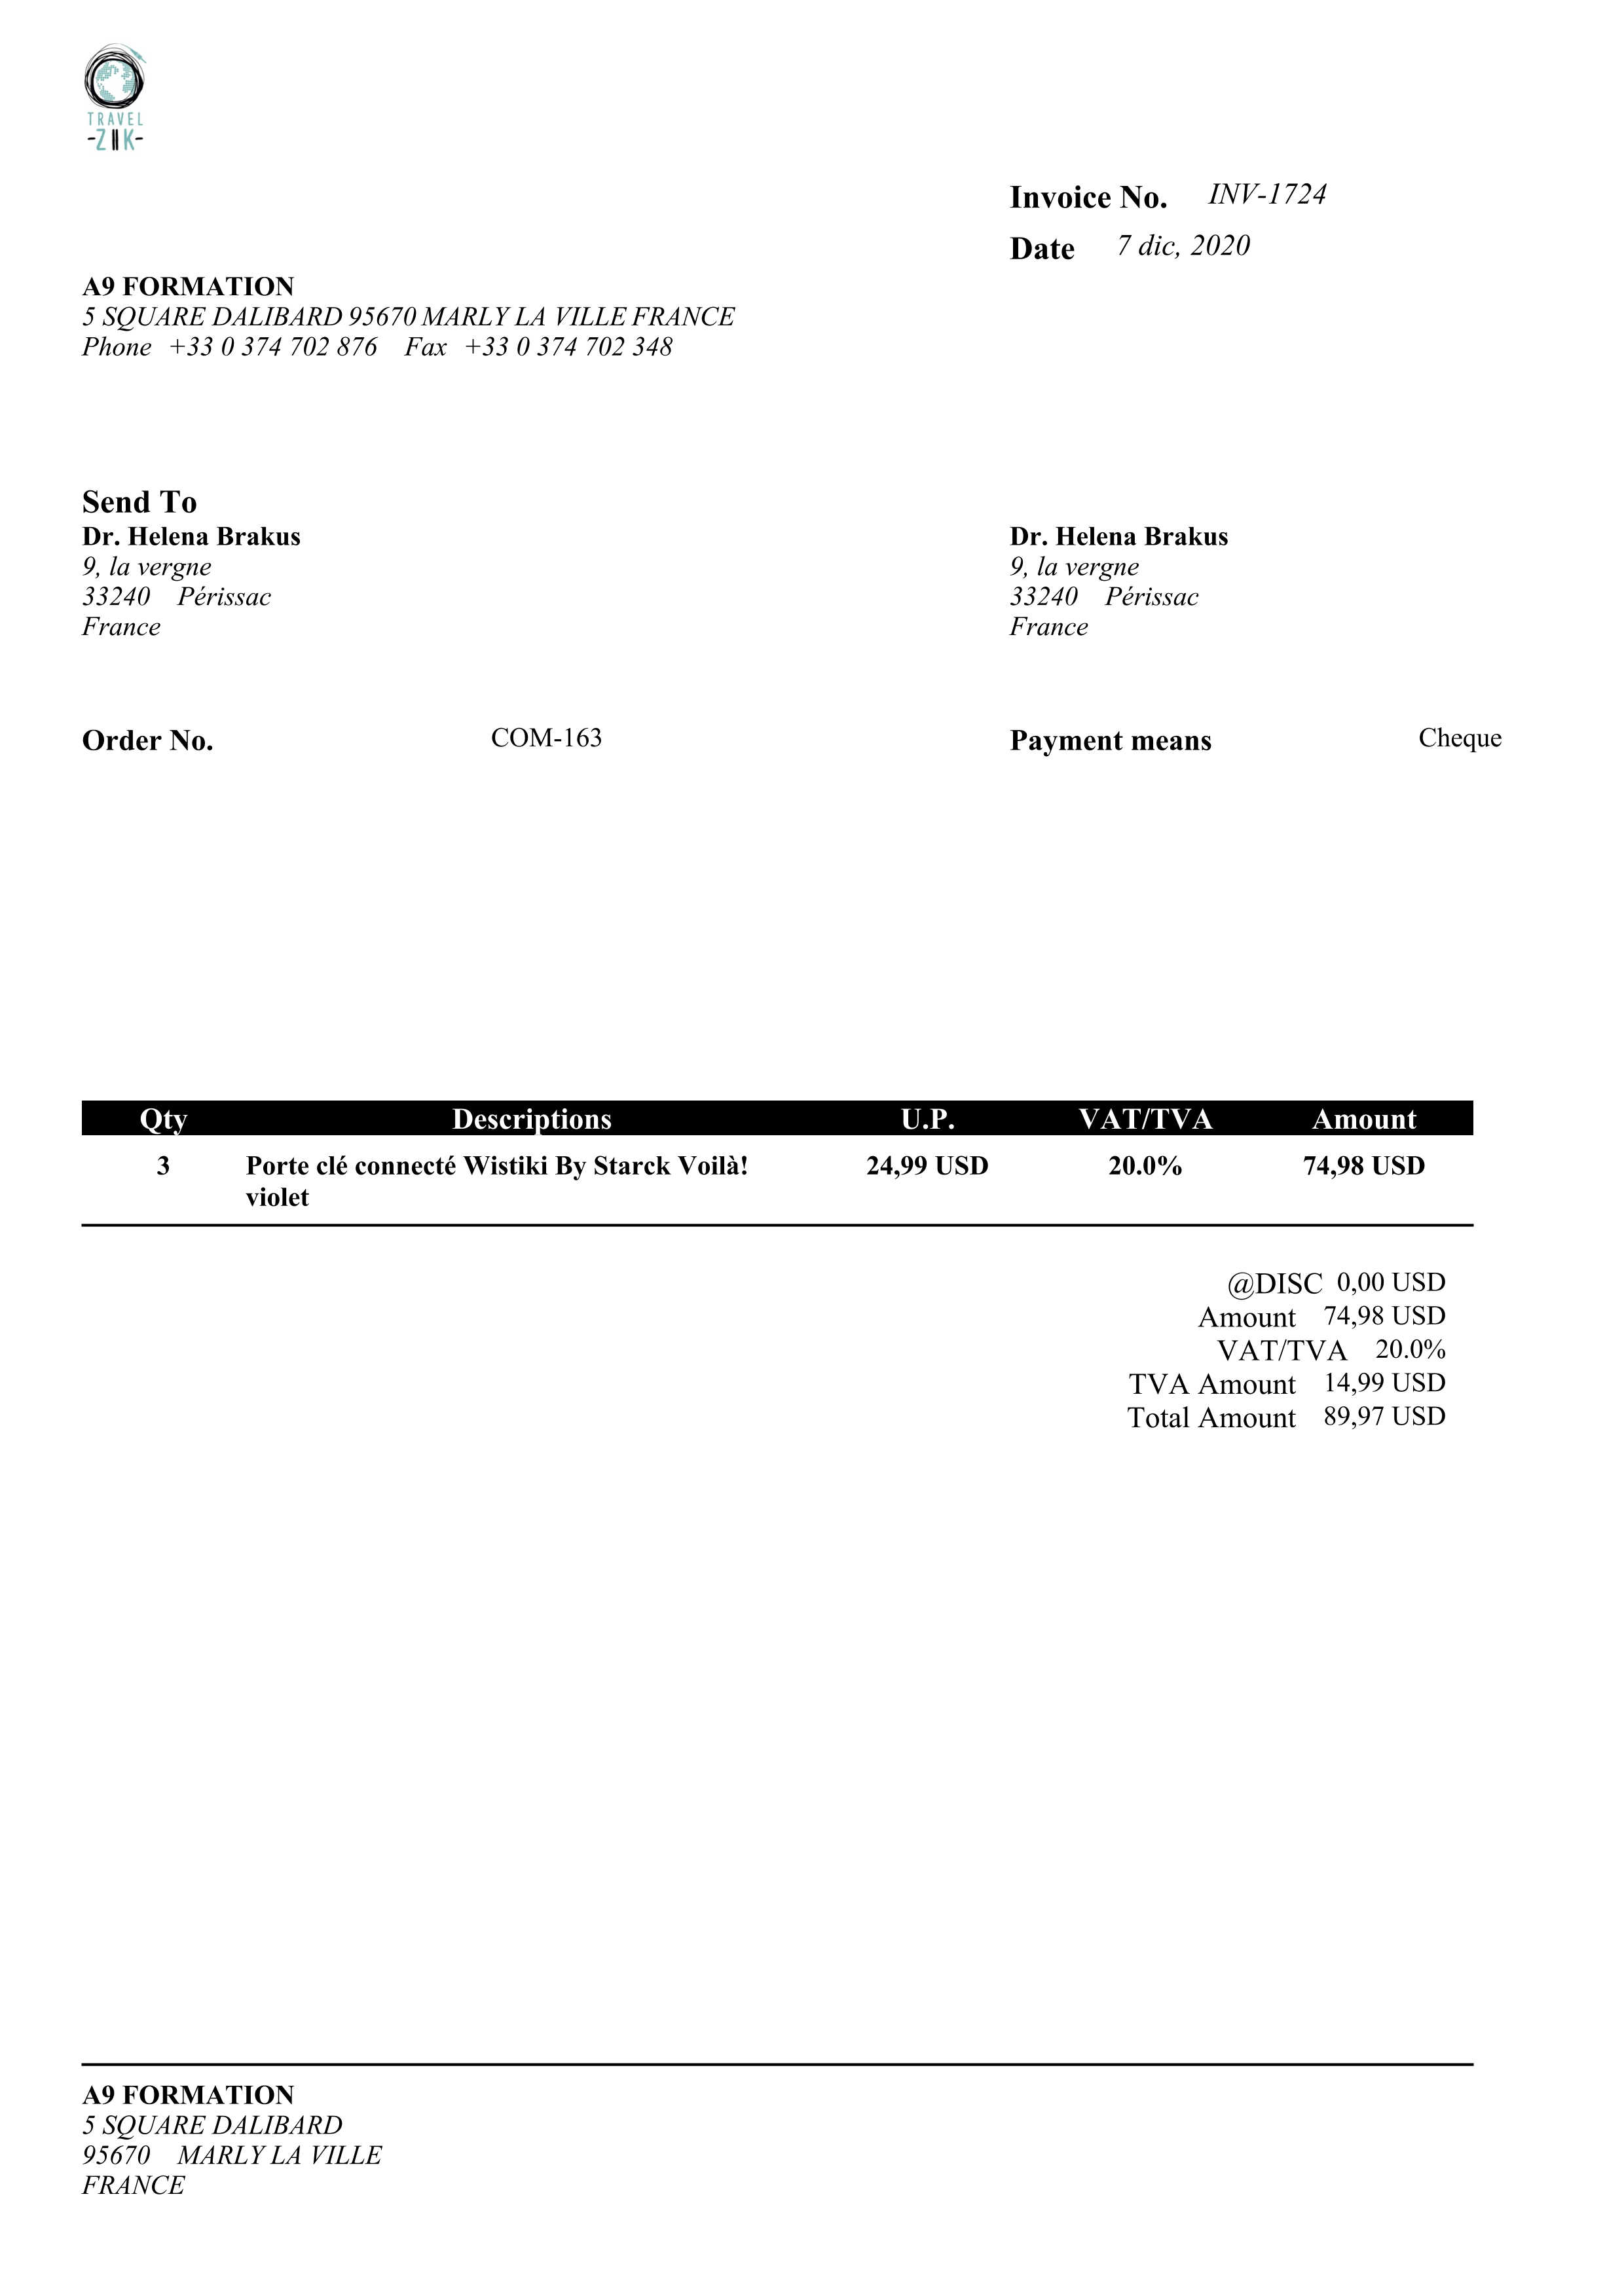 TRAVEL
-ZIIK-
Invoice No. INV-1724
Date 7 dic, 2020
A9 FORMATION
5 SQUARE DALIBARD 95670 MARLY LA VILLE FRANCE
Phone +33 0 374 702 876 Fax +33 0 374 702 348
Send To
Dr. Helena Brakus
9, la vergne
33240 Périssac
France
Dr. Helena Brakus
9, la vergne
33240 Périssac
France
Order No. COM-163
Payment means Cheque
Qty Descriptions U.P. VAT/TVA Amount
3 Porte clé connecté Wistiki By Starck Voilà! 24,99 USD 20.0% 74,98 USD
violet
@DISC 0,00 USD
Amount 74,98 USD
VAT/TVA 20.0%
TVA Amount 14,99 USD
Total Amount 89,97 USD
A9 FORMATION
5 SQUARE DALIBARD
95670 MARLY LA VILLE
FRANCE